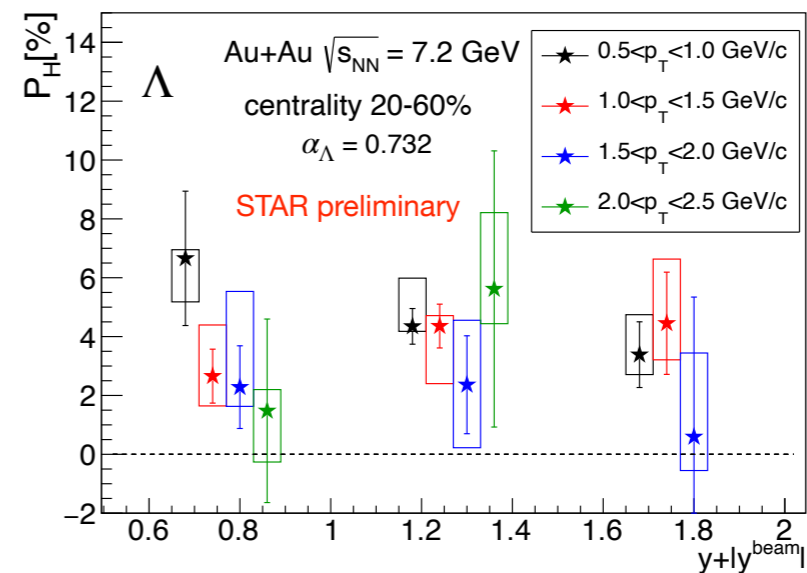 P_H[%]
14
12
10
8
6
4
2
0
−2
Λ
Au+Au √s_NN = 7.2 GeV
centrality 20-60%
α_Λ = 0.732
STAR preliminary
0.5<p_T<1.0 GeV/c
1.0<p_T<1.5 GeV/c
1.5<p_T<2.0 GeV/c
2.0<p_T<2.5 GeV/c
0.6 0.8 1 1.2 1.4 1.6 1.8 2
y+|y^beam|